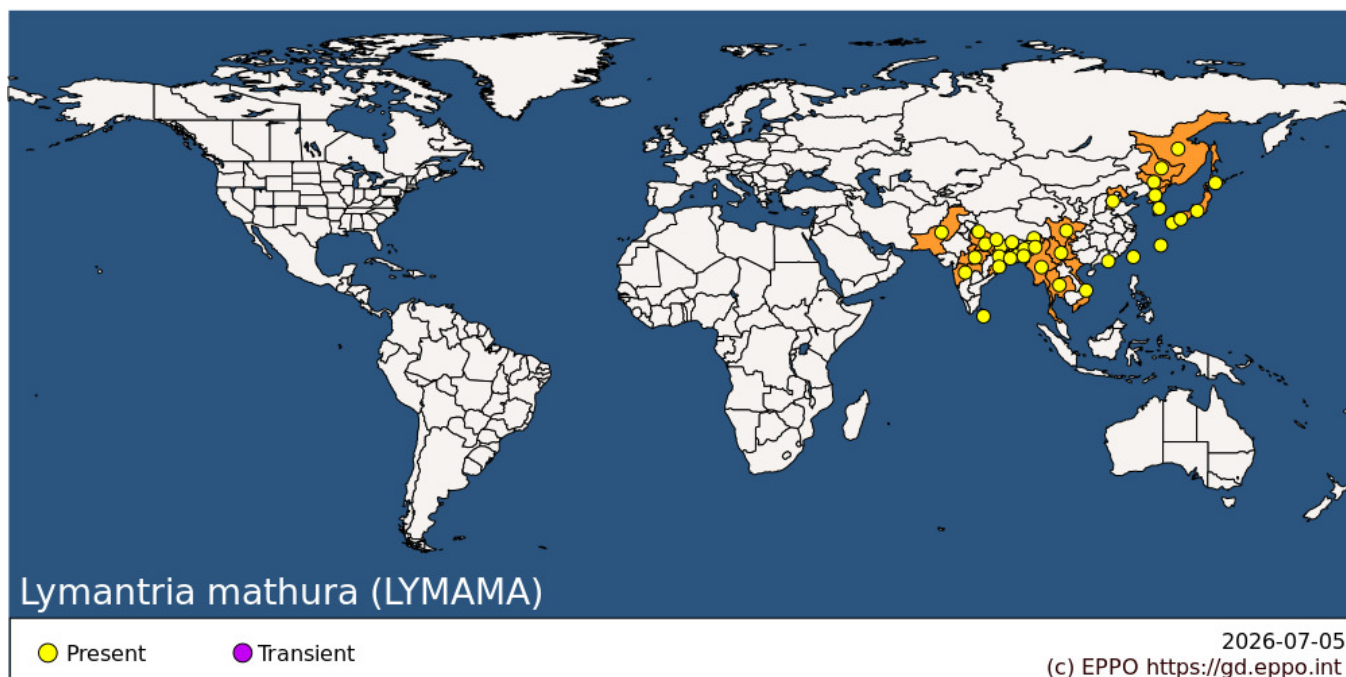 Lymantria mathura (LYMAMA)
Present
Transient
2026-07-05
(c) EPPO https://gd.eppo.int